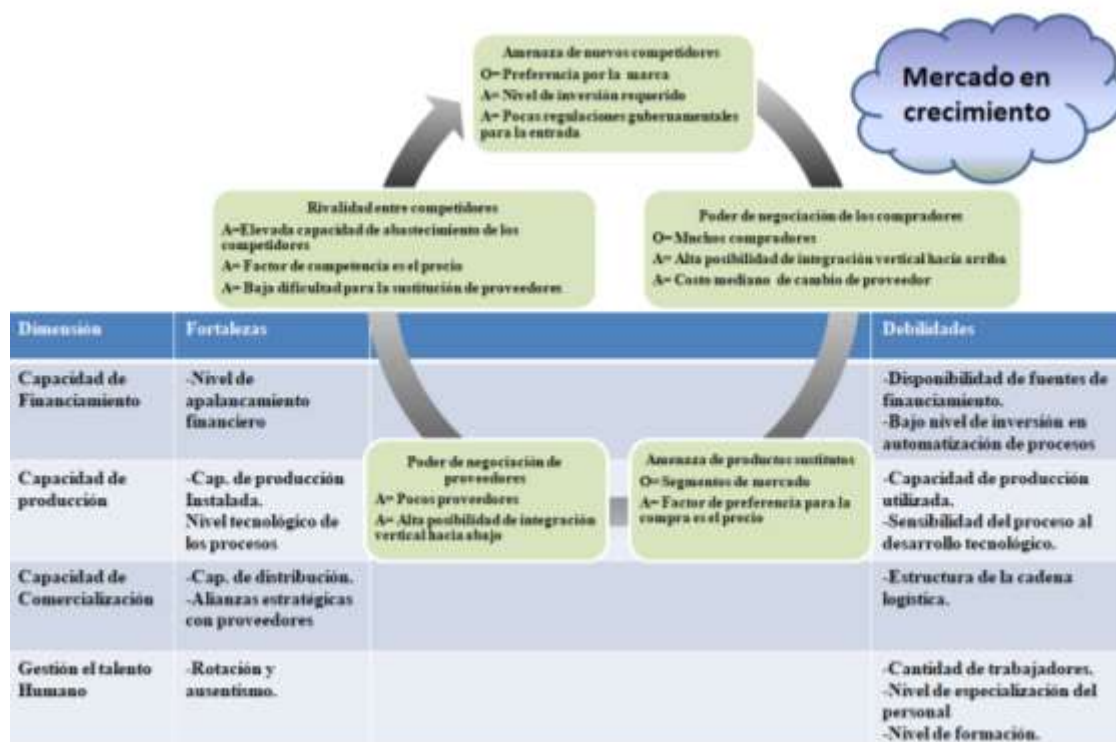 Amenaza de nuevos competidores
O= Preferencia por la marca
A= Nivel de inversión requerido
A= Pocas regulaciones gubernamentales
para la entrada
Mercado en
crecimiento
Rivalidad entre competidores
A=Elevada capacidad de abastecimiento de los
competidores
A= Factor de competencia es el precio
A= Baja dificultad para la sustitución de proveedores
Poder de negociación de los compradores
O= Muchos compradores
A= Alta posibilidad de integración vertical hacia arriba
A= Costo mediano de cambio de proveedor
Dimensión
Fortalezas
Debilidades
Capacidad de
Financiamiento
-Nivel de
apalancamiento
financiero
-Disponibilidad de fuentes de
financiamiento.
-Bajo nivel de inversión en
automatización de procesos
Poder de negociación de
proveedores
A= Pocos proveedores
A= Alta posibilidad de integración
vertical hacia abajo
Amenaza de productos sustitutos
O= Segmentos de mercado
A= Factor de preferencia para la
compra es el precio
Capacidad de
producción
-Cap. de producción
Instalada.
Nivel tecnológico de
los procesos
-Capacidad de producción
utilizada.
-Sensibilidad del proceso al
desarrollo tecnológico.
Capacidad de
Comercialización
-Cap. de distribución.
-Alianzas estratégicas
con proveedores
-Estructura de la cadena
logística.
Gestión el talento
Humano
-Rotación y
ausentismo.
-Cantidad de trabajadores.
-Nivel de especialización del
personal
-Nivel de formación.